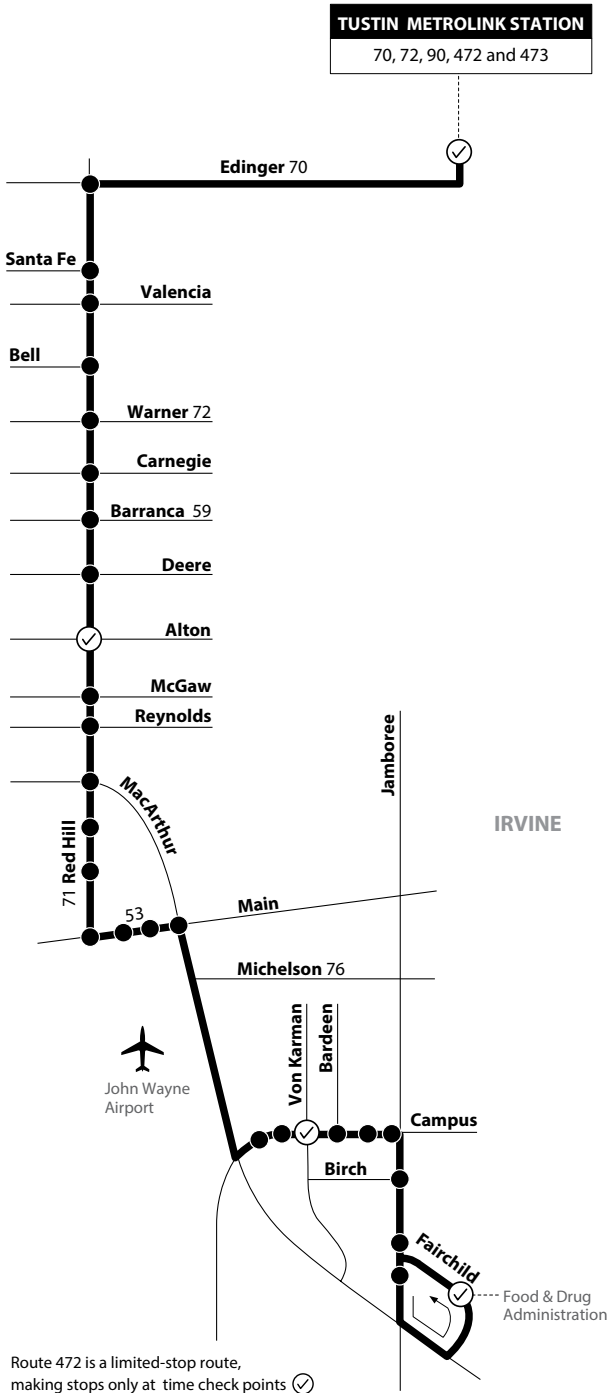 TUSTIN METROLINK STATION
70, 72, 90, 472 and 473
Edinger 70
Santa Fe
Valencia
Bell
Warner 72
Carnegie
Barranca 59
Deere
Alton
McGaw
Reynolds
Jamboree
MacArthur
IRVINE
71 Red Hill
53
Main
Michelson 76
Von Karman
Bardeen
John Wayne
Airport
Campus
Birch
Fairchild
Food & Drug
Administration
Route 472 is a limited-stop route,
making stops only at time check points